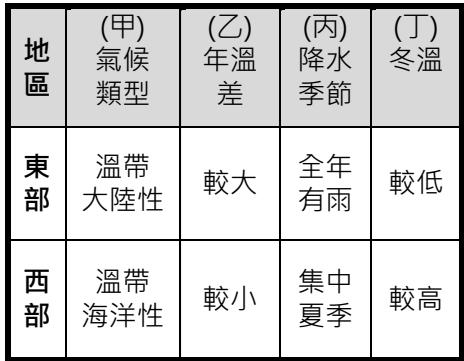 地區
(甲)氣候類型
(乙)年溫差
(丙)降水季節
(丁)冬溫
東部
溫帶大陸性
較大
全年有雨
較低
西部
溫帶海洋性
較小
集中夏季
較高